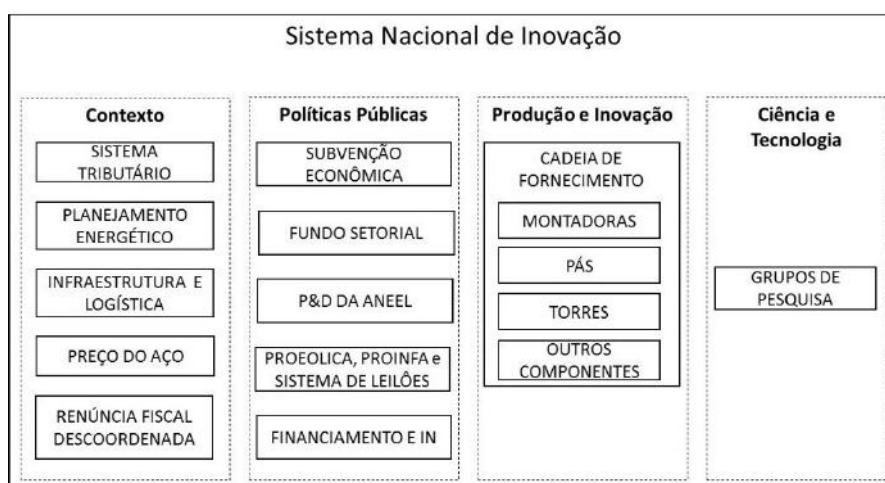 Sistema Nacional de Inovação
Contexto
SISTEMA
TRIBUTÁRIO
PLANEJAMENTO
ENERGÉTICO
INFRAESTRUTURA E
LOGÍSTICA
PREÇO DO AÇO
RENÚNCIA FISCAL
DESCOORDENADA
Políticas Públicas
SUBVENÇÃO
ECONÔMICA
FUNDO SETORIAL
P&D DA ANEEL
PROEOLICA, PROINFA e
SISTEMA DE LEILÔES
FINANCIAMENTO E IN
Produção e Inovação
CADEIA DE
FORNECIMENTO
MONTADORAS
PÁS
TORRES
OUTROS
COMPONENTES
Ciência e
Tecnologia
GRUPOS DE
PESQUISA